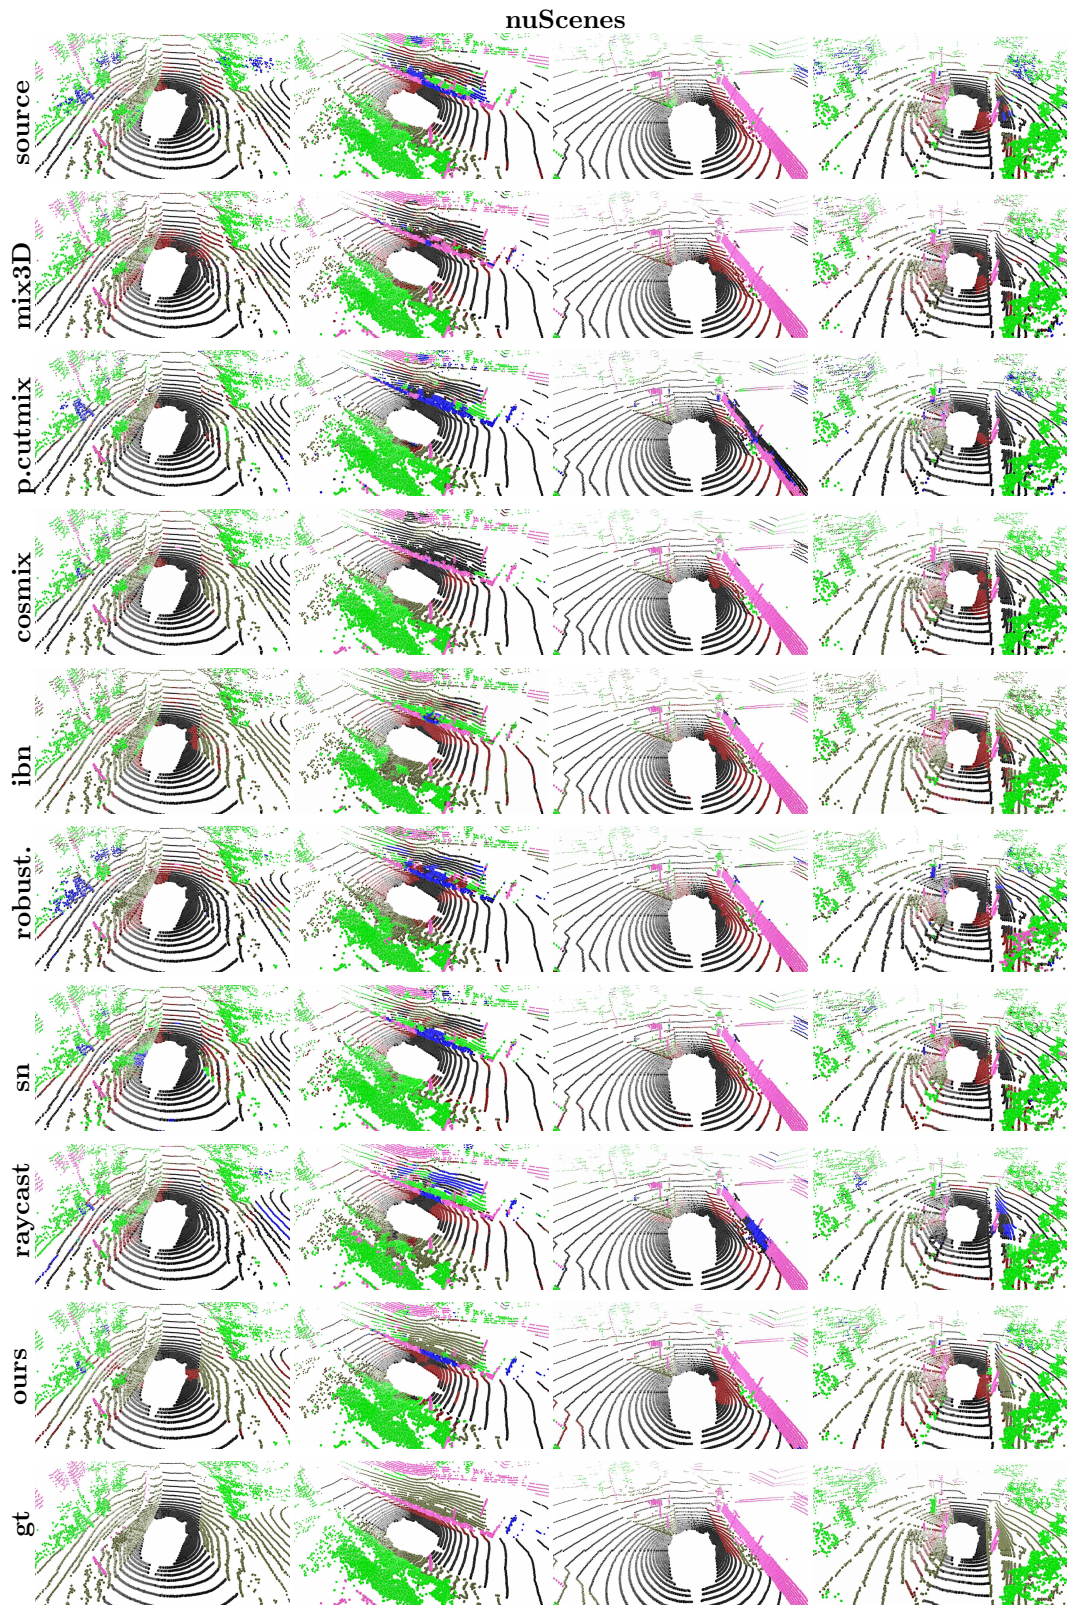 nuScenes
source
mix3D
p.cutmix
cosmix
ibn
robust.
sn
raycast
ours
gt